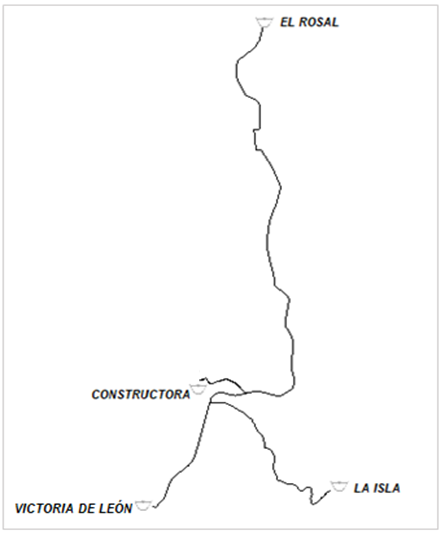 EL ROSAL
CONSTRUCTORA
LA ISLA
VICTORIA DE LEÓN